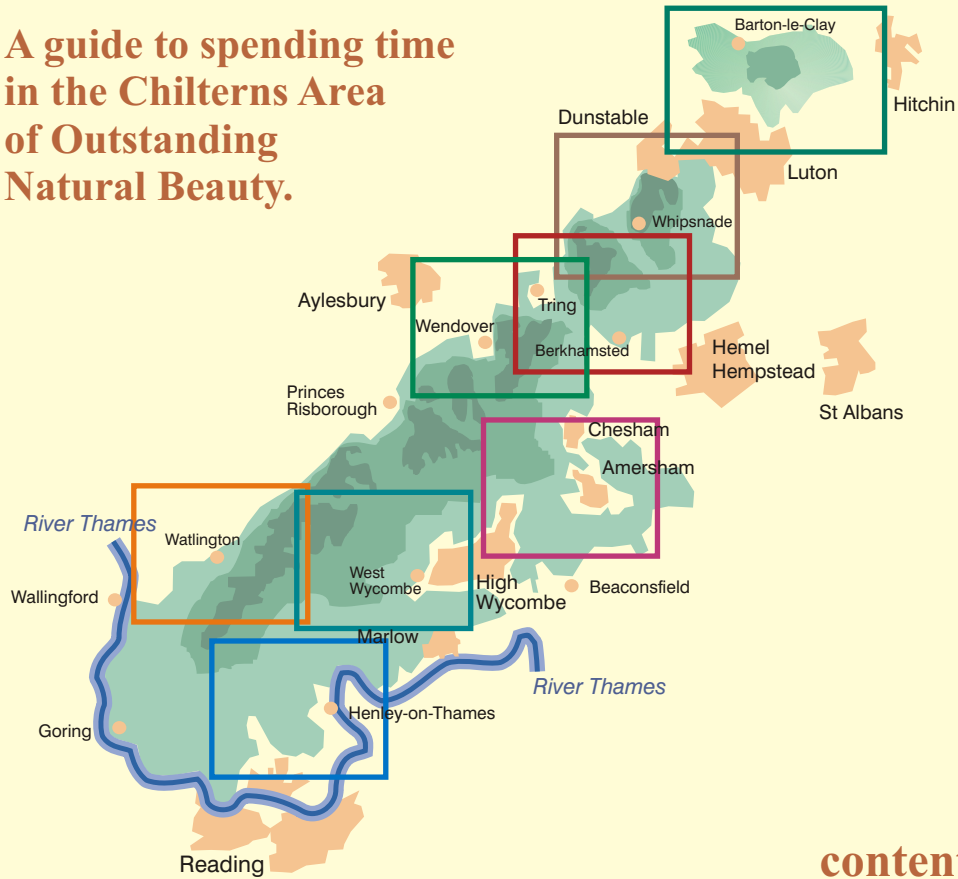 A guide to spending time
in the Chilterns Area
of Outstanding
Natural Beauty.
Barton-le-Clay
Hitchin
Dunstable
Luton
Whipsnade
Aylesbury
Tring
Wendover
Berkhamsted
Hemel
Hempstead
Princes
Risborough
St Albans
Chesham
Amersham
River Thames
Watlington
West
Wycombe
High
Wycombe
Beaconsfield
Wallingford
Marlow
River Thames
Henley-on-Thames
Goring
Reading